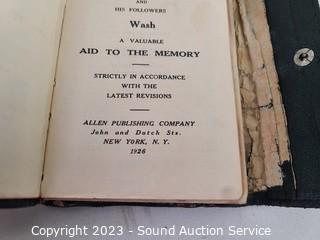 AND
HIS FOLLOWERS
Wash
A VALUABLE
AID TO THE MEMORY
STRICTLY IN ACCORDANCE
WITH THE
LATEST REVISIONS
ALLEN PUBLISHING COMPANY
John and Dutch Sts.
NEW YORK, N. Y.
1926
Copyright 2023 - Sound Auction Service